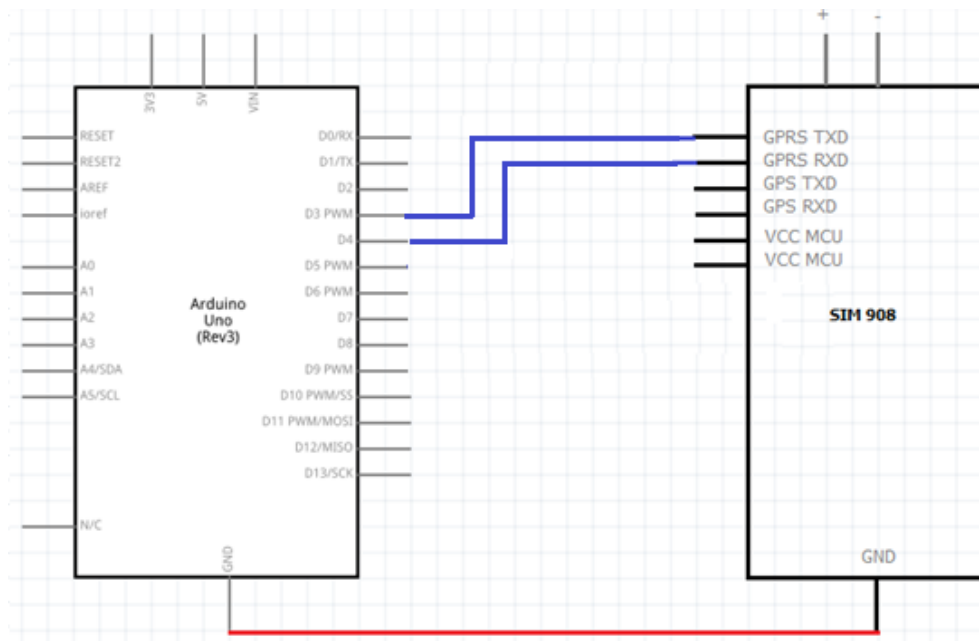 + -
3V3 5V VIN
RESET
RESET2
AREF
ioref
A0
A1
A2
A3
A4/SDA
A5/SCL
N/C
Arduino
Uno
(Rev3)
D0/RX
D1/TX
D2
D3 PWM
D4
D5 PWM
D6 PWM
D7
D8
D9 PWM
D10 PWM/SS
D11 PWM/MOSI
D12/MISO
D13/SCK
GND
GPRS TXD
GPRS RXD
GPS TXD
GPS RXD
VCC MCU
VCC MCU
SIM 908
GND